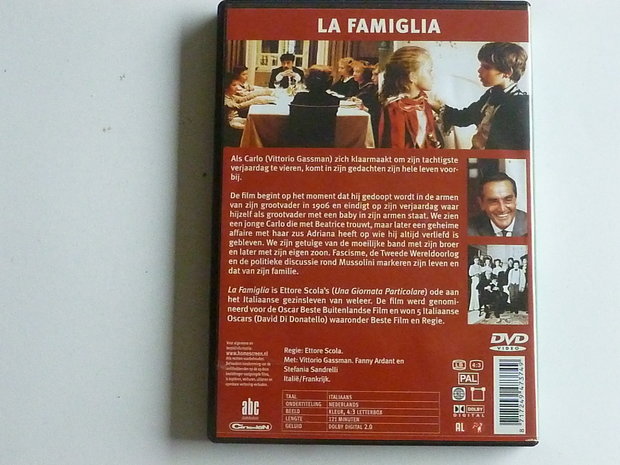 LA FAMIGLIA
Als Carlo (Vittorio Gassman) zich klaarmaakt om zijn tachtigste
verjaardag te vieren, komt in zijn gedachten zijn hele leven voor-
bij.
De film begint op het moment dat hij gedoopt wordt in de armen
van zijn grootvader in 1906 en eindigt op zijn verjaardag waar
hijzelf als grootvader met een baby in zijn armen staat. We zien
een jonge Carlo die met Beatrice trouwt, maar later een geheime
affaire met haar zus Adriana heeft op wie hij altijd verliefd is
gebleven. We zijn getuige van de moeilijke band met zijn broer
en later met zijn eigen zoon. Fascisme, de Tweede Wereldoorlog
en de politieke discussie rond Mussolini markeren zijn leven en
dat van zijn familie.
La Famiglia is Ettore Scola's (Una Giornata Particolare) ode aan
het Italiaanse gezinsleven van weleer. De film werd genomi-
neerd voor de Oscar Beste Buitenlandse Film en won 5 Italiaanse
Oscars (David Di Donatello) waaronder Beste Film en Regie.
www.homescreen.nl
Regie: Ettore Scola.
Met: Vittorio Gassman. Fanny Ardant en
Stefania Sandrelli
Italië/Frankrijk.
TAAL ITALIAANS
ONDERTITELING NEDERLANDS
BEELD KLEUR, 4:3 LETTERBOX
LENGTE 121 MINUTEN
GELUID DOLBY DIGITAL 2.0
abc
DVD
VIDEO
LB 4:3
PAL
DOLBY
DIGITAL
AL